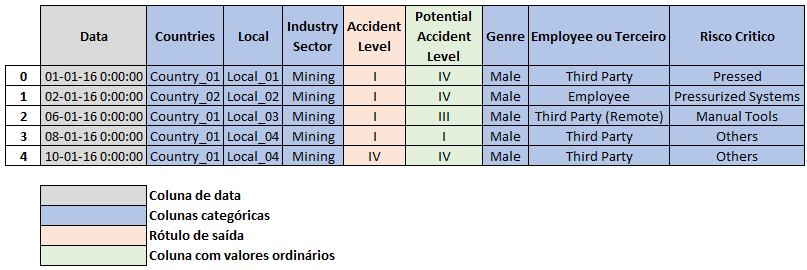 Data Countries Local Industry Sector Accident Level Potential Accident Level Genre Employee ou Terceiro Risco Critico
0 01-01-16 0:00:00 Country_01 Local_01 Mining I IV Male Third Party Pressed
1 02-01-16 0:00:00 Country_02 Local_02 Mining I IV Male Employee Pressurized Systems
2 06-01-16 0:00:00 Country_01 Local_03 Mining I III Male Third Party (Remote) Manual Tools
3 08-01-16 0:00:00 Country_01 Local_04 Mining I I Male Third Party Others
4 10-01-16 0:00:00 Country_01 Local_04 Mining IV IV Male Third Party Others
Coluna de data
Colunas categóricas
Rótulo de saída
Coluna com valores ordinários